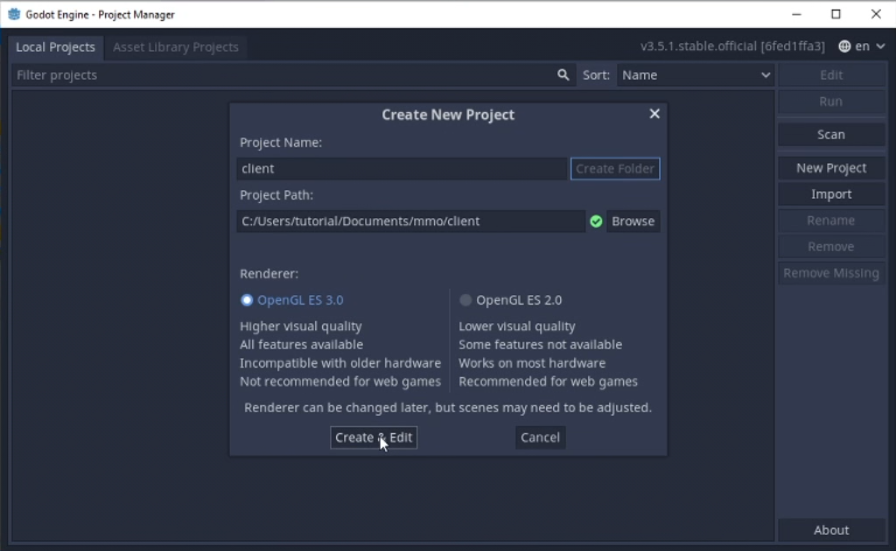 Godot Engine - Project Manager
Local Projects Asset Library Projects v3.5.1.stable.official [6fed1ffa3] en
Filter projects Sort: Name Edit
Run
Create New Project
Scan
Project Name:
client Create Folder New Project
Project Path: Import
C:/Users/tutorial/Documents/mmo/client Browse Rename
Remove
Renderer: Remove Missing
OpenGL ES 3.0 OpenGL ES 2.0
Higher visual quality Lower visual quality
All features available Some features not available
Incompatible with older hardware Works on most hardware
Not recommended for web games Recommended for web games
Renderer can be changed later, but scenes may need to be adjusted.
Create & Edit Cancel
About